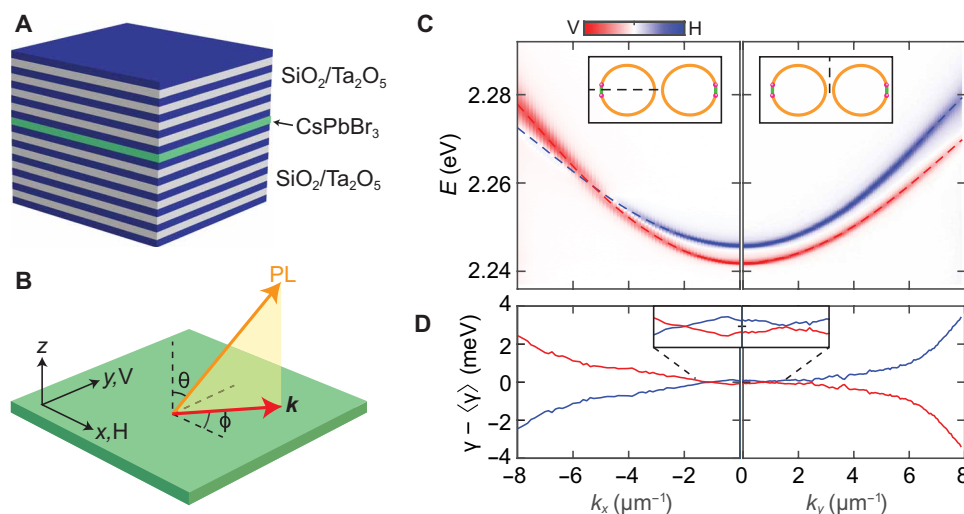 A
SiO2/Ta2O5
CsPbBr3
SiO2/Ta2O5
B
PL
z
y,V
x,H
θ
ϕ
k
V
H
C
E (eV)
2.28
2.26
2.24
D
γ − ⟨γ⟩ (meV)
4
2
0
−2
−4
−8 −6 −4 −2 0 2 4 6 8
kx (μm−1) ky (μm−1)